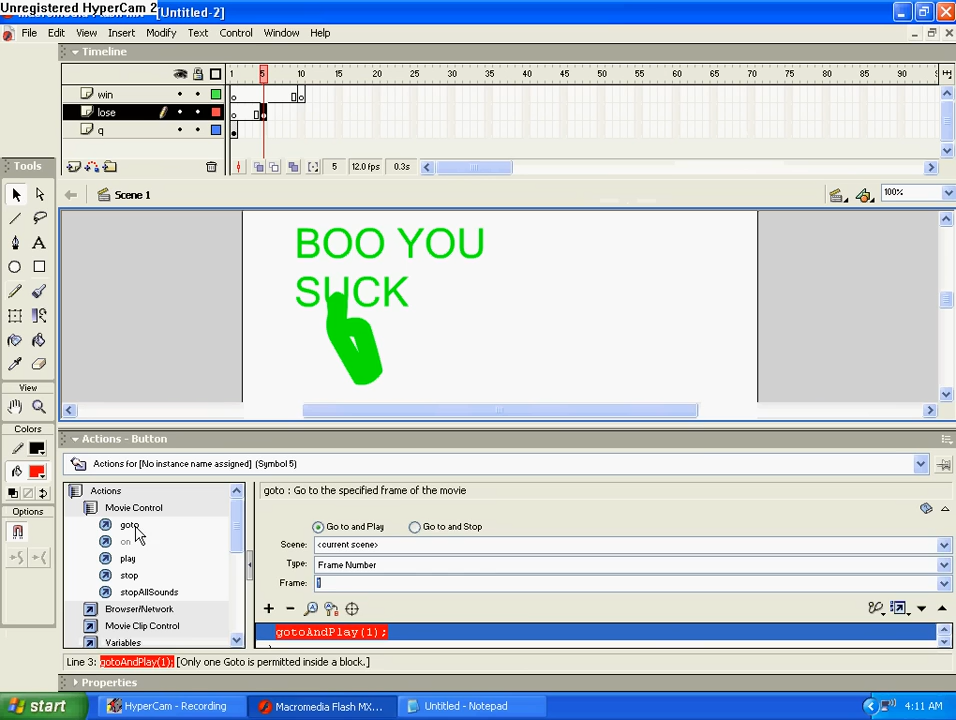 Unregistered HyperCam 2
[Untitled-2]
File Edit View Insert Modify Text Control Window Help
Timeline
1 5 10 15 20 25 30 35 40 45 50 55 60 65 70 75 80 85 90
win
lose
q
5 12.0 fps 0.3s
Tools
Scene 1
100%
BOO YOU
SUCK
View
Colors
Options
Actions - Button
Actions for [No instance name assigned] (Symbol 5)
Actions
Movie Control
goto
on
play
stop
stopAllSounds
Browser/Network
Movie Clip Control
Variables
goto : Go to the specified frame of the movie
Go to and Play Go to and Stop
Scene: <current scene>
Type: Frame Number
Frame: 1
gotoAndPlay(1);
Line 3: gotoAndPlay(1); [Only one Goto is permitted inside a block.]
Properties
start HyperCam - Recording Macromedia Flash MX... Untitled - Notepad 4:11 AM